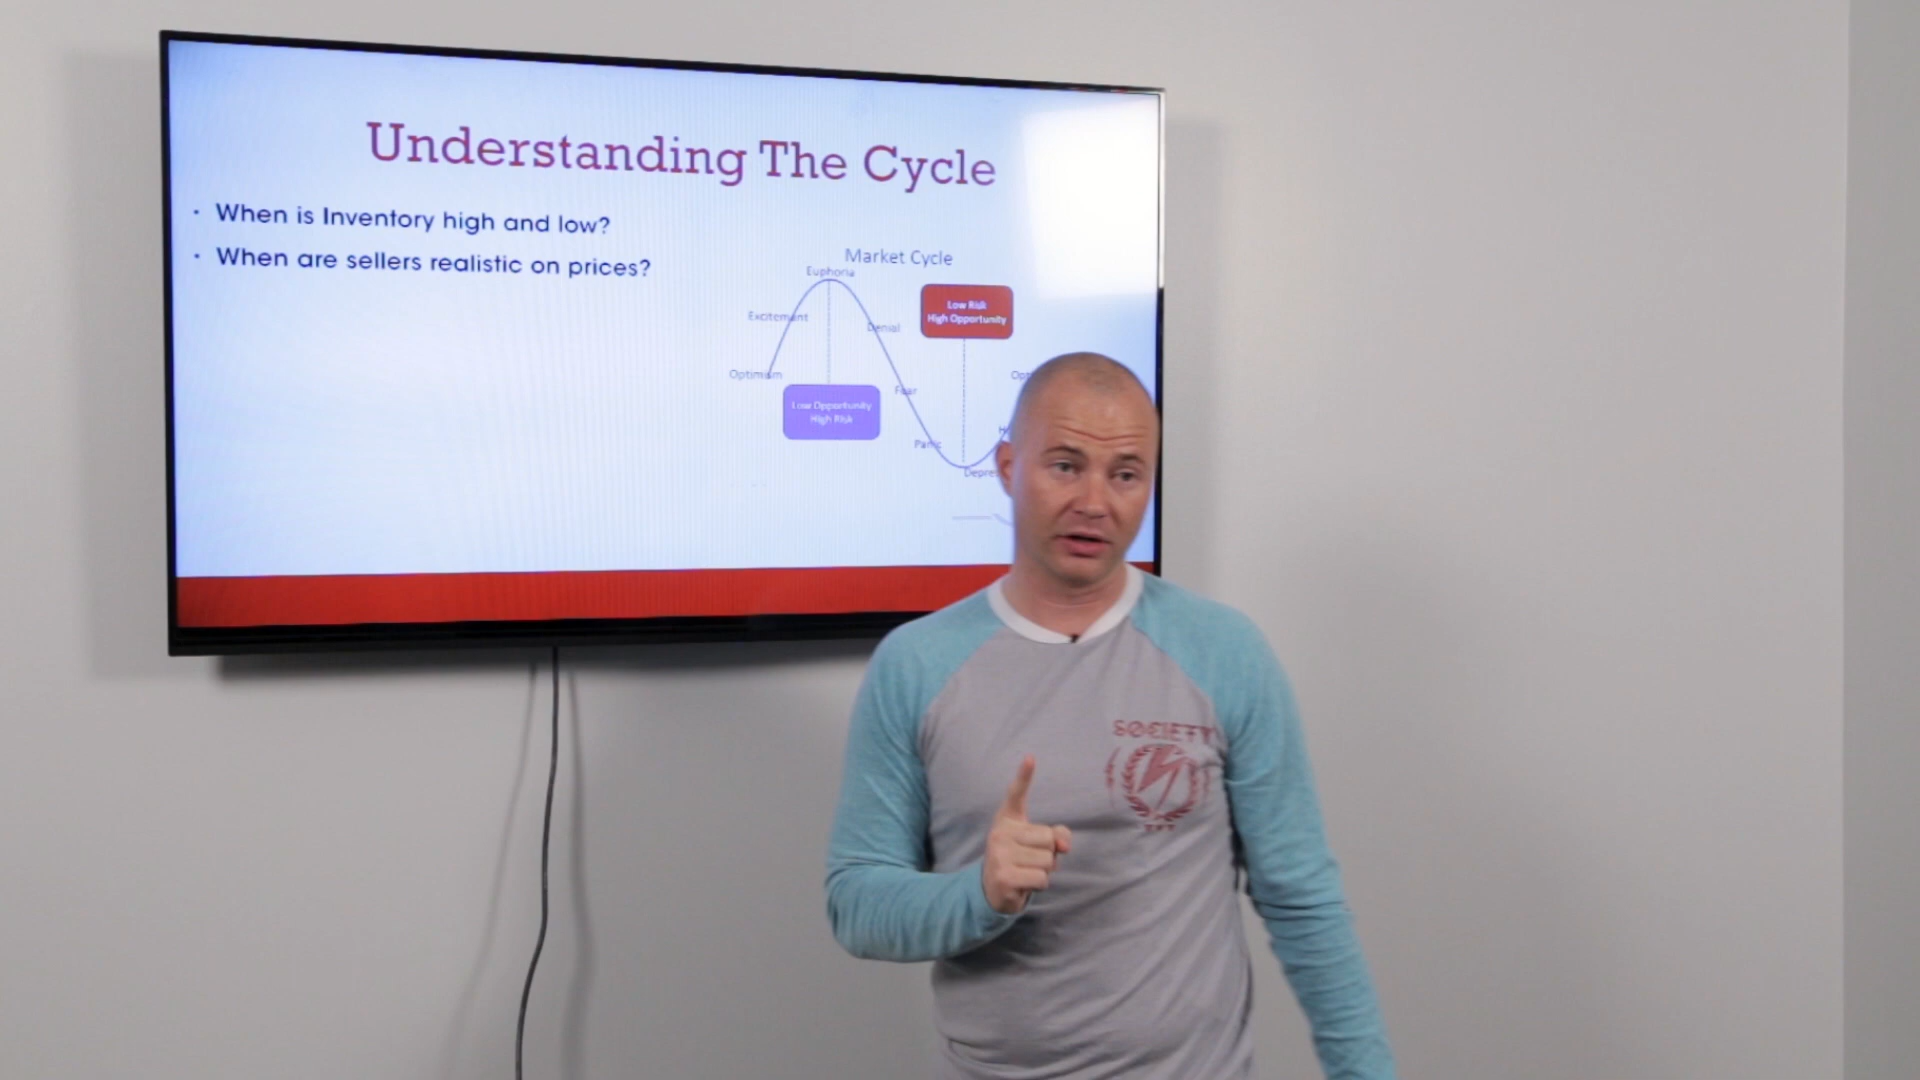 Understanding The Cycle
• When is Inventory high and low?
• When are sellers realistic on prices?
Market Cycle
Euphoria
Excitement
Denial
Optimism
Fear
Panic
Low Opportunity
High Risk
Low Risk
High Opportunity
SOCIETY